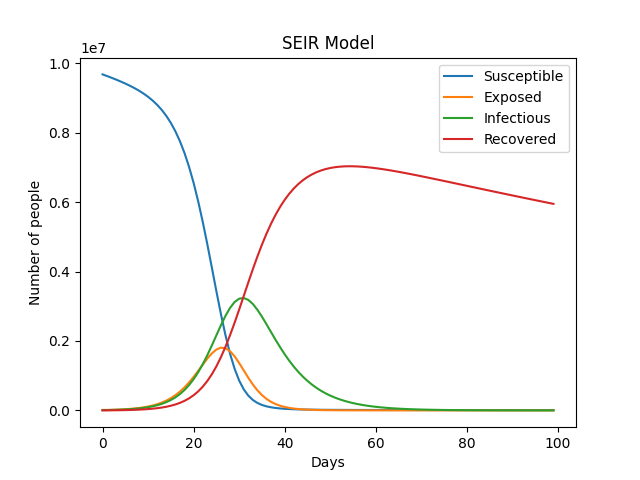 SEIR Model
1e7
1.0
0.8
0.6
0.4
0.2
0.0
Number of people
Susceptible
Exposed
Infectious
Recovered
0 20 40 60 80 100
Days